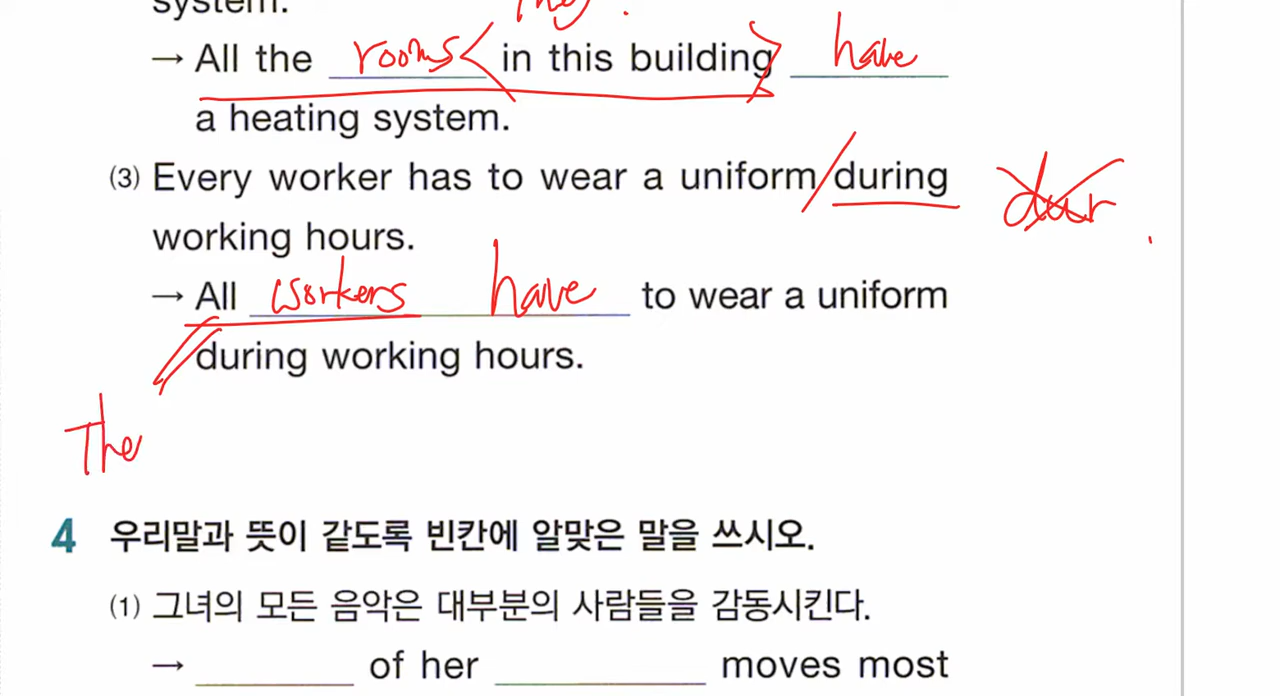 system.
→ All the rooms in this building have
a heating system.
(3) Every worker has to wear a uniform during
working hours.
→ All workers have to wear a uniform
during working hours.
The
4 우리말과 뜻이 같도록 빈칸에 알맞은 말을 쓰시오.
(1) 그녀의 모든 음악은 대부분의 사람들을 감동시킨다.
→ ______ of her ______ moves most